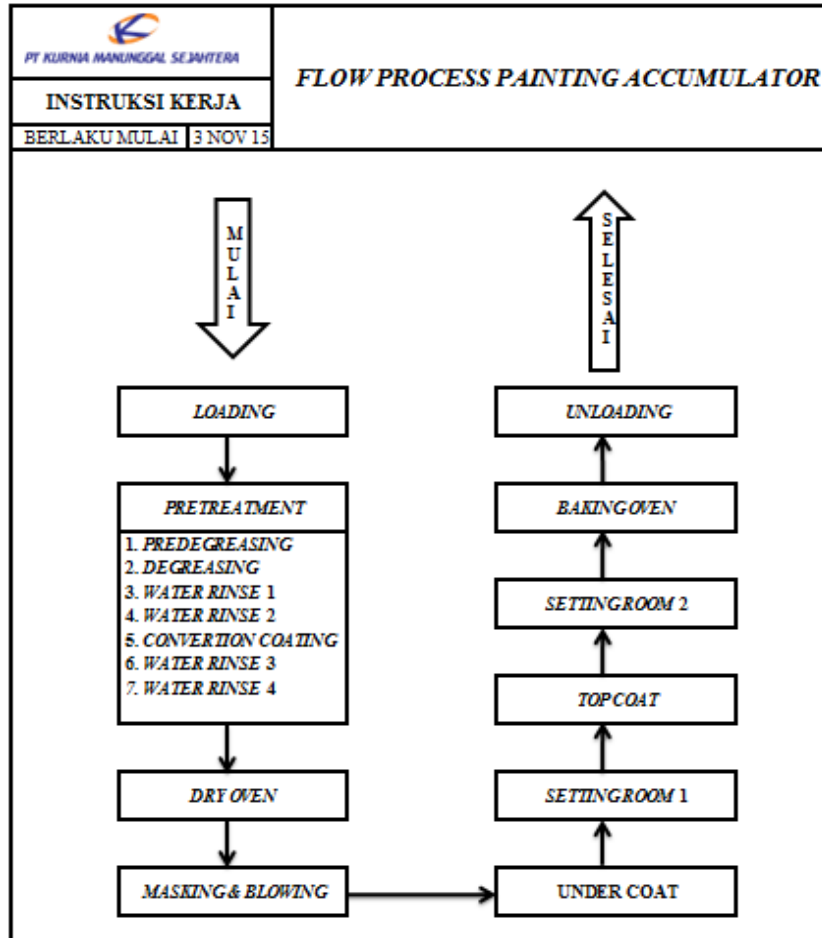 PT KURNIA MANUNGGAL SEJAHTERA
INSTRUKSI KERJA
BERLAKU MULAI 3 NOV 15
FLOW PROCESS PAINTING ACCUMULATOR
MULAI
LOADING
PRETREATMENT
1. PREDEGREASING
2. DEGREASING
3. WATER RINSE 1
4. WATER RINSE 2
5. CONVERTION COATING
6. WATER RINSE 3
7. WATER RINSE 4
DRY OVEN
MASKING & BLOWING
UNDER COAT
SETTING ROOM 1
TOP COAT
SETTING ROOM 2
BAKING OVEN
UNLOADING
SELESAI